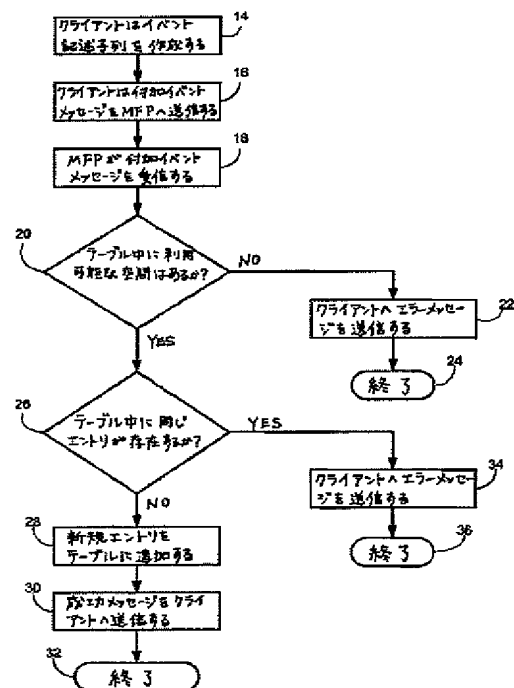 14
クライアントはイベント
記述子列を作成する
16
クライアントは付加イベント
メッセージをMFPへ送信する
18
MFPが付加イベント
メッセージを受信する
20
テーブル中に利用
可能な空間はあるか?
NO
クライアントへエラーメッセー
ジを送信する
22
YES
終了
24
26
テーブル中に同じ
エントリが存在するか?
YES
クライアントへエラーメッセー
ジを送信する
34
NO
終了
36
28
新規エントリを
テーブルに追加する
30
成功メッセージをクライ
アントへ送信する
32
終了